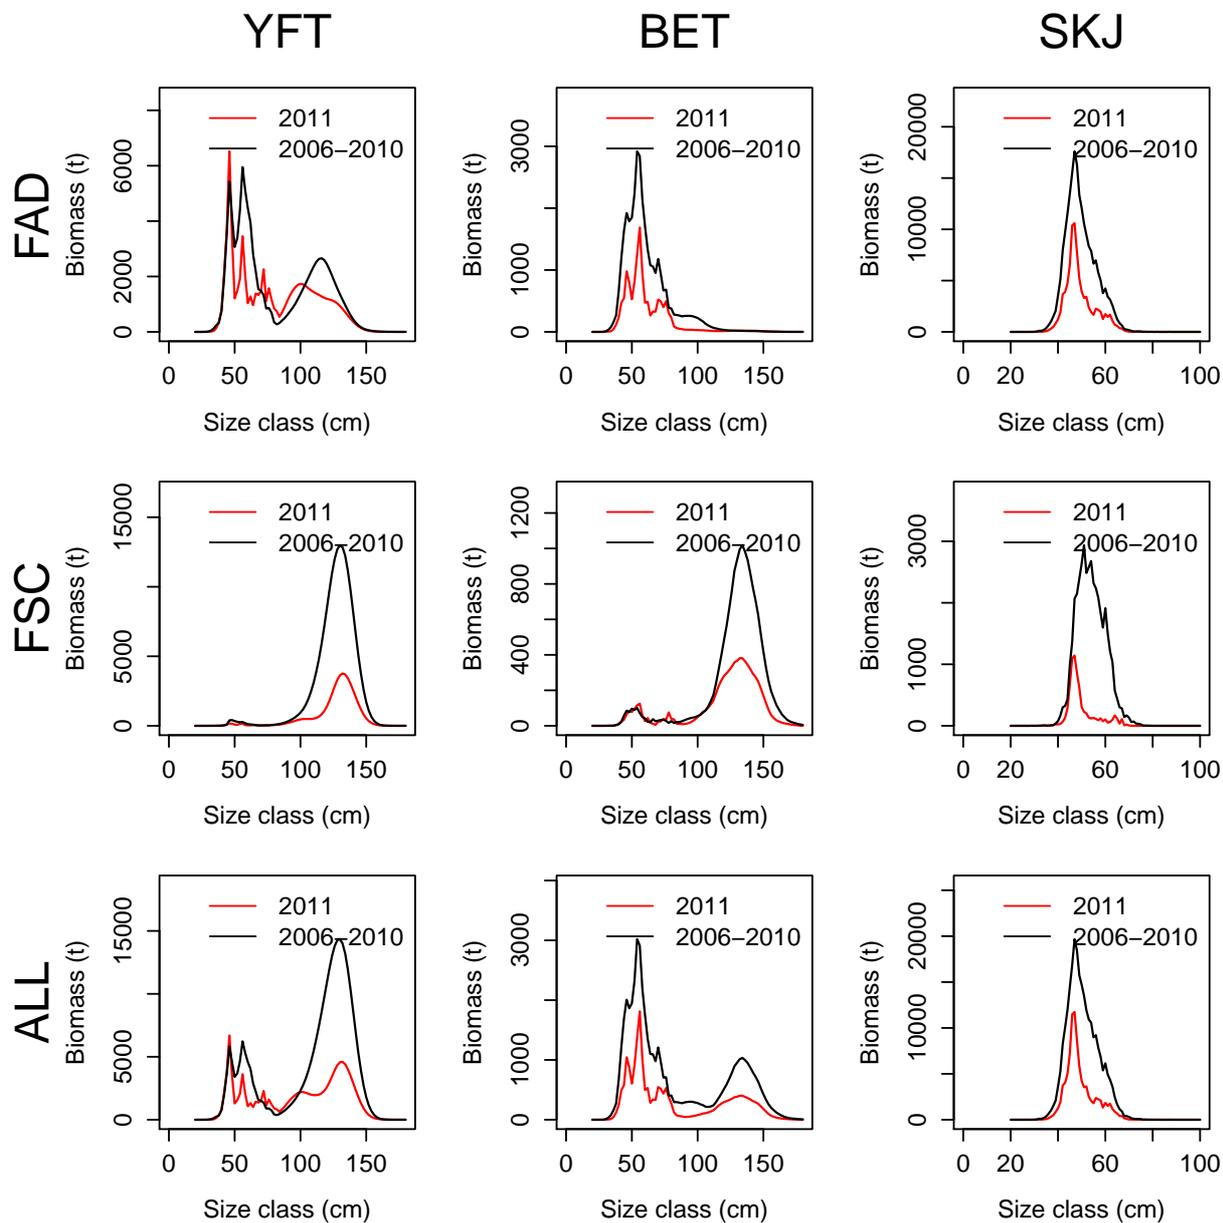 YFT BET SKJ
FAD
Biomass (t)
0 2000 6000
2011
2006−2010
0 50 100 150
Size class (cm)
Biomass (t)
0 1000 3000
2011
2006−2010
0 50 100 150
Size class (cm)
Biomass (t)
0 10000 20000
2011
2006−2010
0 20 60 100
Size class (cm)
FSC
Biomass (t)
0 5000 15000
2011
2006−2010
0 50 100 150
Size class (cm)
Biomass (t)
0 400 800 1200
2011
2006−2010
0 50 100 150
Size class (cm)
Biomass (t)
0 1000 3000
2011
2006−2010
0 20 60 100
Size class (cm)
ALL
Biomass (t)
0 5000 15000
2011
2006−2010
0 50 100 150
Size class (cm)
Biomass (t)
0 1000 3000
2011
2006−2010
0 50 100 150
Size class (cm)
Biomass (t)
0 10000 20000
2011
2006−2010
0 20 60 100
Size class (cm)